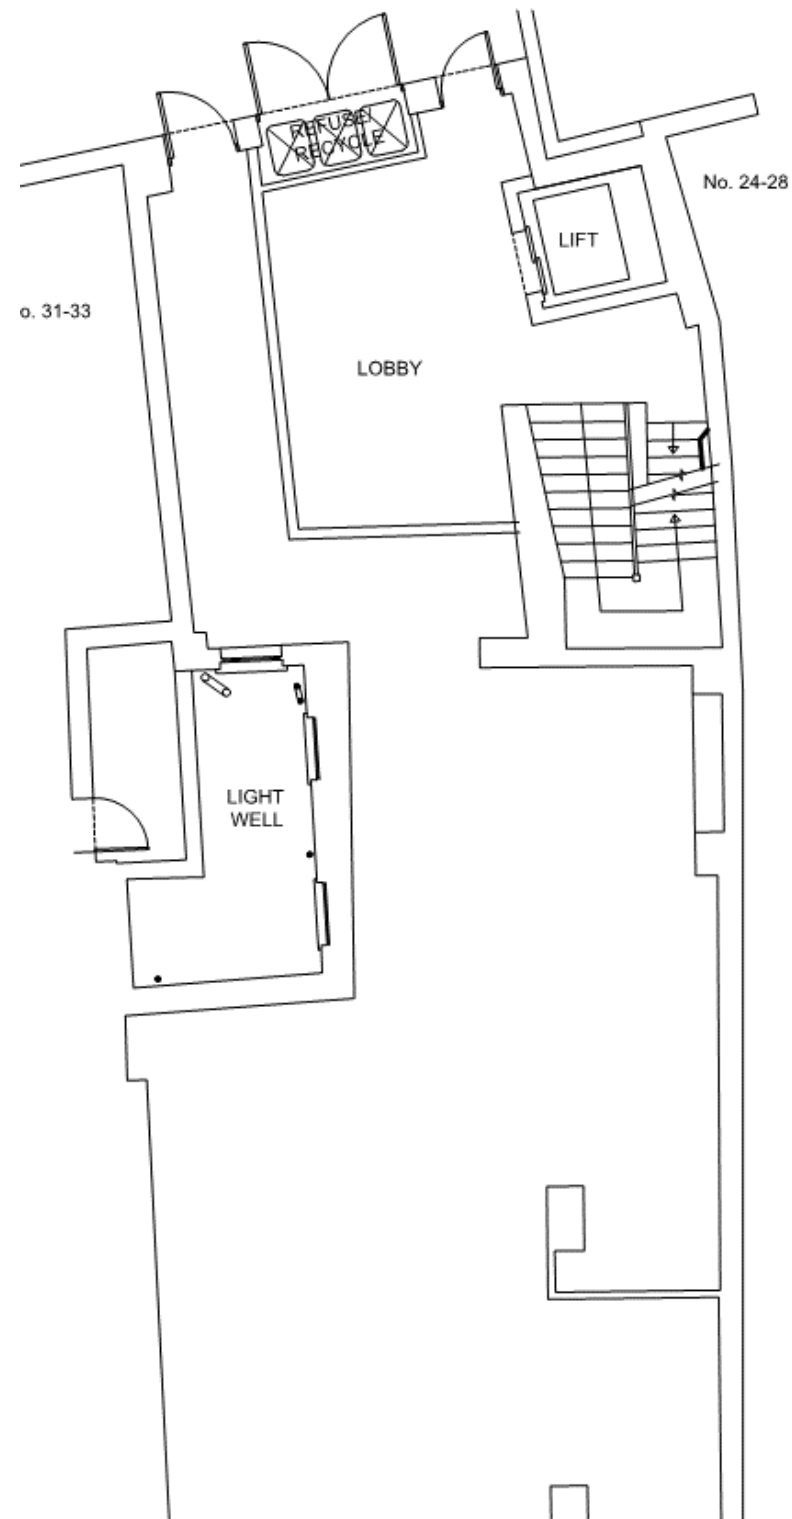 REFUSE/
RECYCLE
No. 24-28
LIFT
o. 31-33
LOBBY
LIGHT
WELL